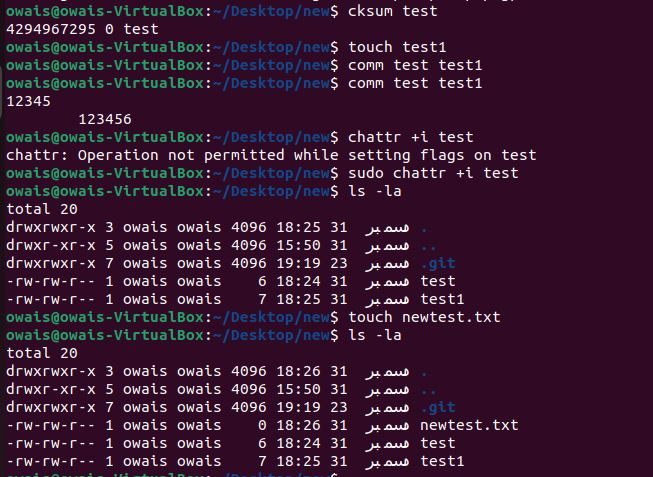 owais@owais-VirtualBox:~/Desktop/new$ cksum test
4294967295 0 test
owais@owais-VirtualBox:~/Desktop/new$ touch test1
owais@owais-VirtualBox:~/Desktop/new$ comm test test1
owais@owais-VirtualBox:~/Desktop/new$ comm test test1
12345
        123456
owais@owais-VirtualBox:~/Desktop/new$ chattr +i test
chattr: Operation not permitted while setting flags on test
owais@owais-VirtualBox:~/Desktop/new$ sudo chattr +i test
owais@owais-VirtualBox:~/Desktop/new$ ls -la
total 20
drwxrwxr-x 3 owais owais 4096 18:25 31 سمبر .
drwxr-xr-x 5 owais owais 4096 15:50 31 سمبر ..
drwxrwxr-x 7 owais owais 4096 19:19 23 سمبر .git
-rw-rw-r-- 1 owais owais    6 18:24 31 سمبر test
-rw-rw-r-- 1 owais owais    7 18:25 31 سمبر test1
owais@owais-VirtualBox:~/Desktop/new$ touch newtest.txt
owais@owais-VirtualBox:~/Desktop/new$ ls -la
total 20
drwxrwxr-x 3 owais owais 4096 18:26 31 سمبر .
drwxr-xr-x 5 owais owais 4096 15:50 31 سمبر ..
drwxrwxr-x 7 owais owais 4096 19:19 23 سمبر .git
-rw-rw-r-- 1 owais owais    0 18:26 31 سمبر newtest.txt
-rw-rw-r-- 1 owais owais    6 18:24 31 سمبر test
-rw-rw-r-- 1 owais owais    7 18:25 31 سمبر test1